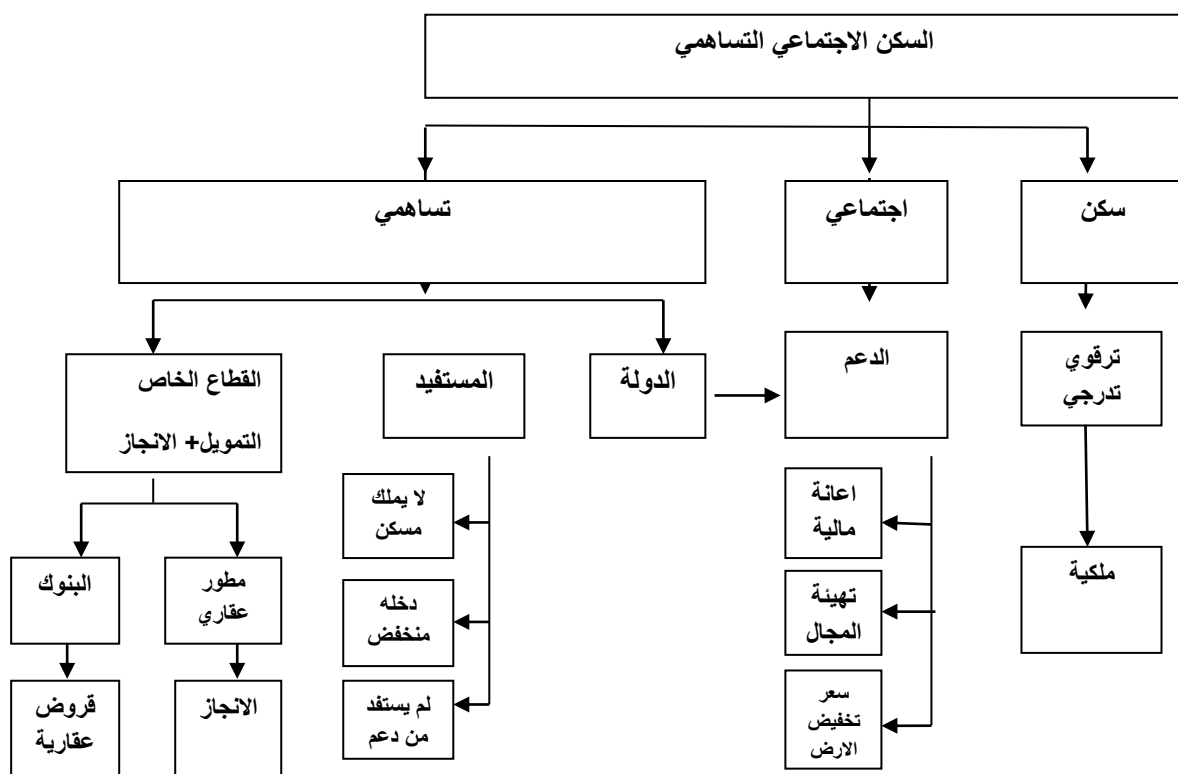 السكن الاجتماعي التساهمي
سكن
اجتماعي
تساهمي
ترقوي
تدرجي
الدعم
الدولة
المستفيد
القطاع الخاص
التمويل+ الانجاز
ملكية
اعانة
مالية
تهيئة
المجال
سعر
تخفيض
الارض
لا يملك
مسكن
دخله
منخفض
لم يستفد
من دعم
مطور
عقاري
البنوك
الانجاز
قروض
عقارية